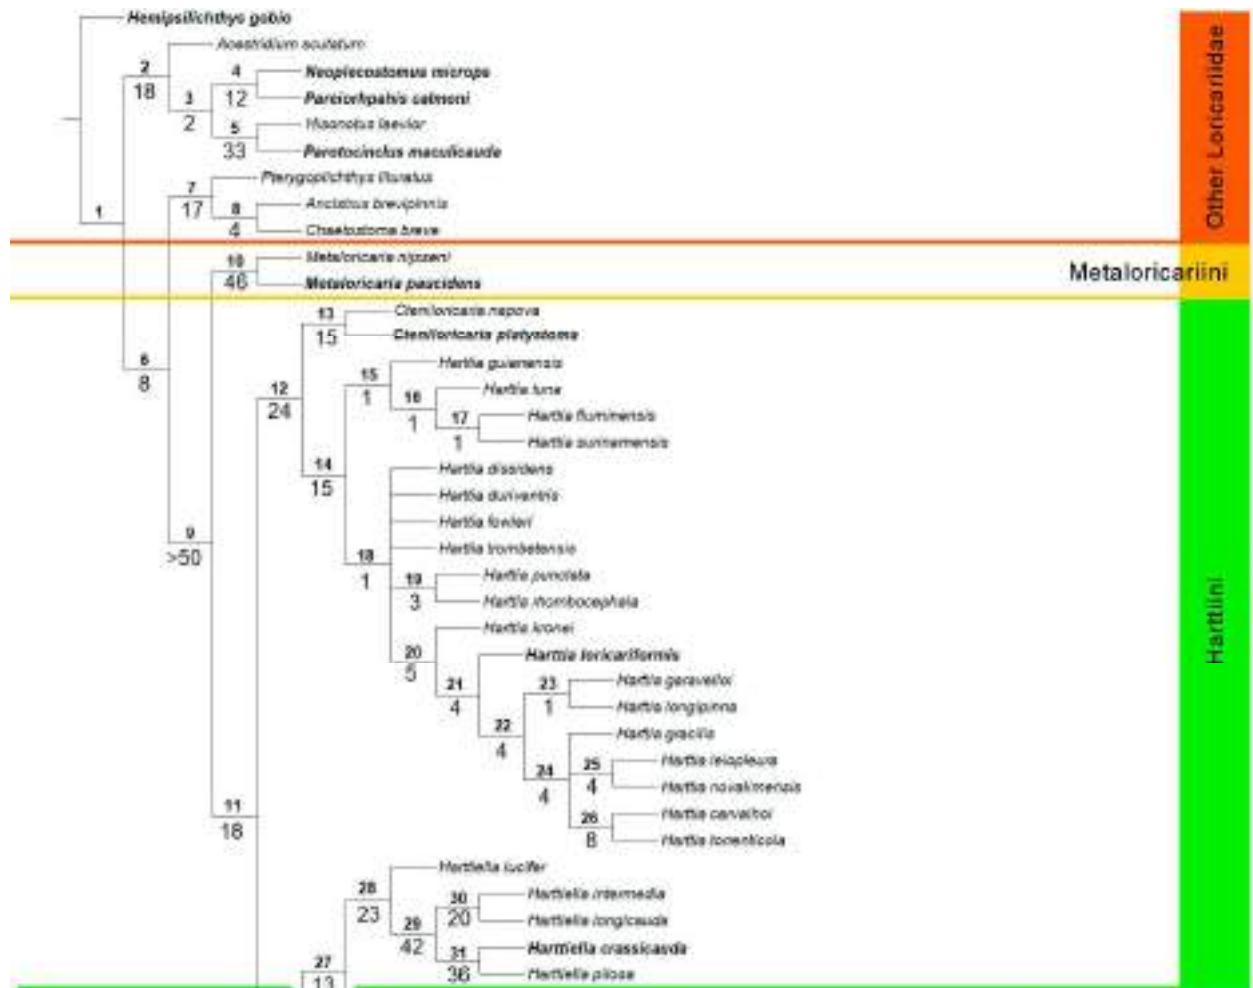 Hemipsilichthys gobio
Acestridium scutatum
2
18
4
Neoplecostomus microps
12
Pareiorhpahis calmoni
3
2
5
Hisonotus laevior
33
Parotocinclus maculicauda
Other Loricariidae
Pterygoplichthys lituratus
7
17
8
Ancistrus brevipinnis
4
Chaetostoma breve
1
10
Metaloricaria nijsseni
46
Metaloricaria paucidens
Metaloricariini
13
Cteniloricaria napova
15
Cteniloricaria platystoma
6
8
Harttia guianensis
15
1
Harttia tuna
16
1
17
Harttia fluminensis
1
Harttia surinamensis
12
24
14
15
Harttia dissidens
Harttia duriventris
Harttia fowleri
Harttia trombetensis
9
>50
18
1
Harttia punctata
19
3
Harttia rhombocephala
Harttiini
Harttia kronei
20
5
Harttia loricariformis
21
4
23
Harttia garavelloi
1
Harttia longipinna
22
4
Harttia gracilis
24
4
25
Harttia leiopleura
4
Harttia novalimensis
26
Harttia carvalhoi
8
Harttia torrenticola
11
18
Harttiella lucifer
28
23
30
Harttiella intermedia
20
Harttiella longicauda
29
42
31
Harttiella crassicauda
36
Harttiella pilosa
27
13